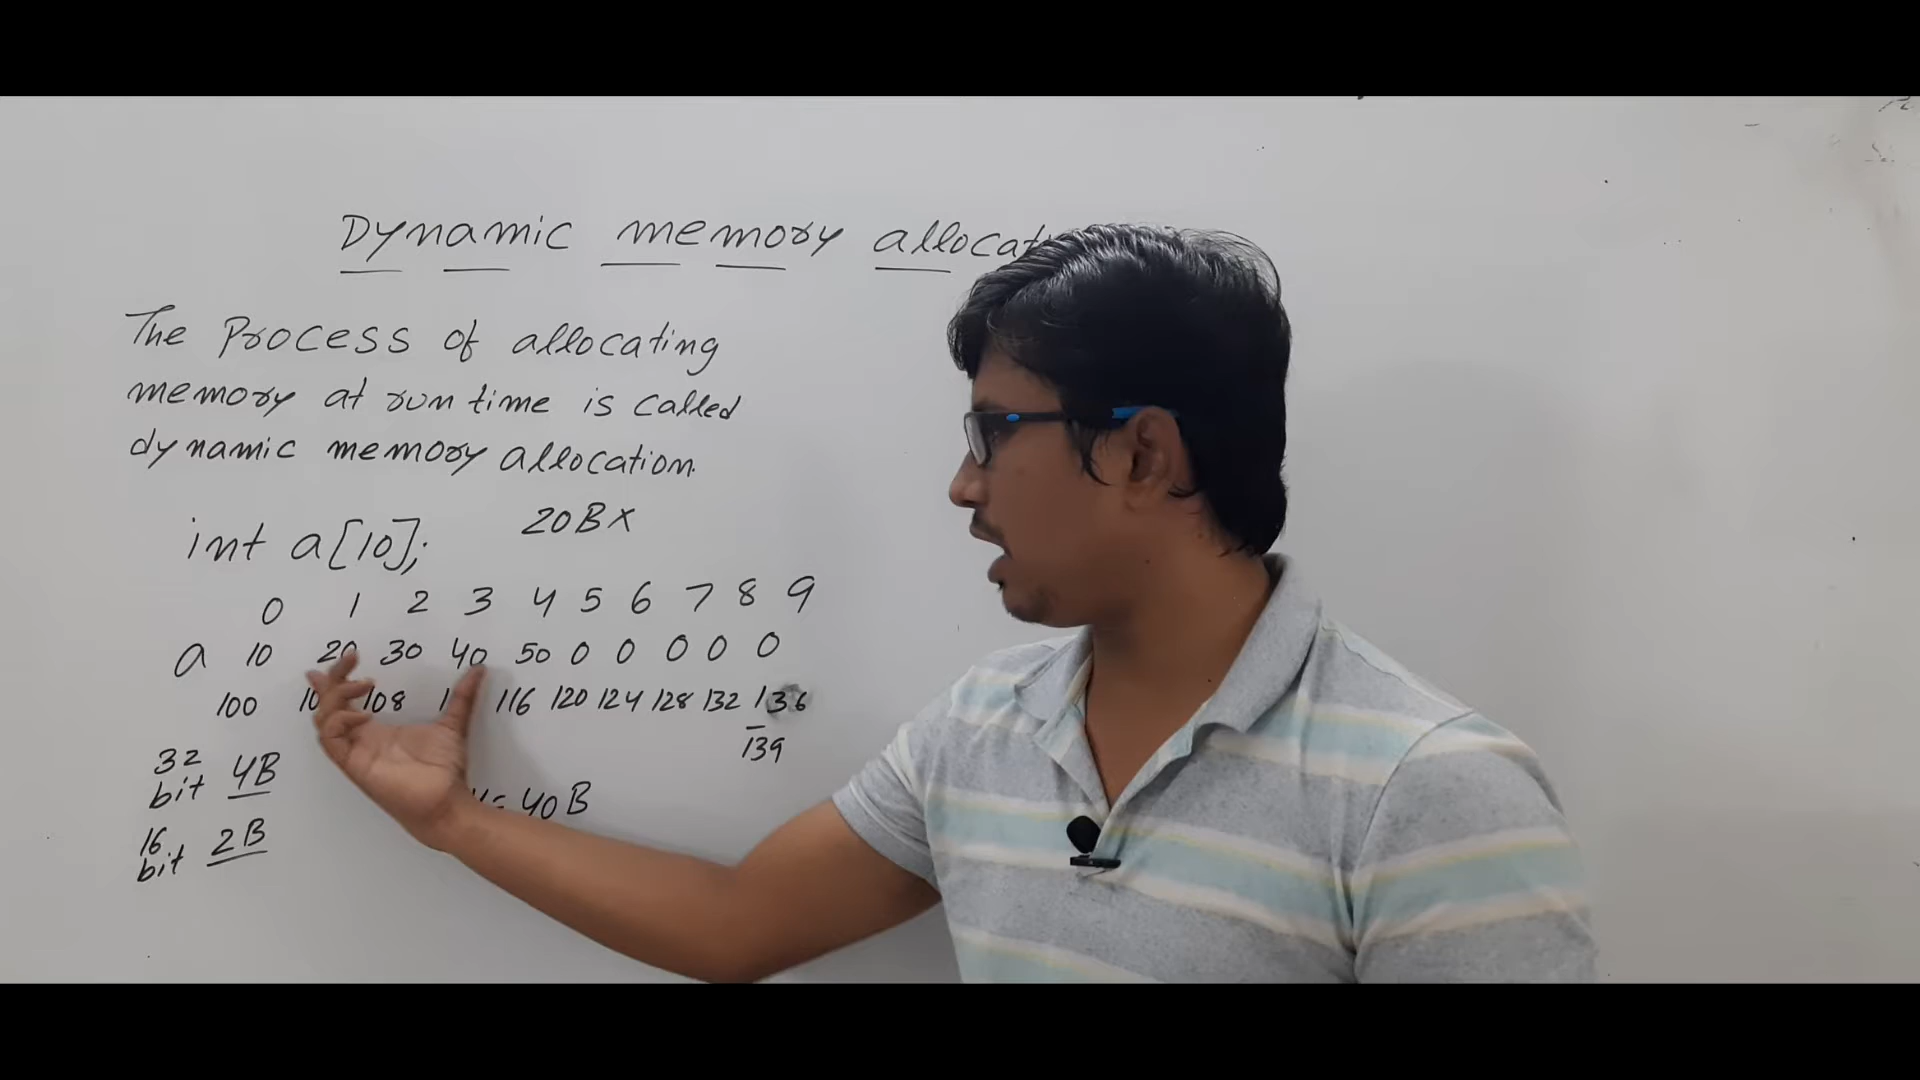 Dynamic memory
The Process of allocating
memory at run time is called
dynamic memory allocation.
int a[10]; 20B x
0 1 2 3 4 5 6 7 8 9
a 10 20 30 40 50 0 0 0 0 0
100 108 116 120 124 128 132 136
139
32 bit 4B
= 40B
16 bit 2B